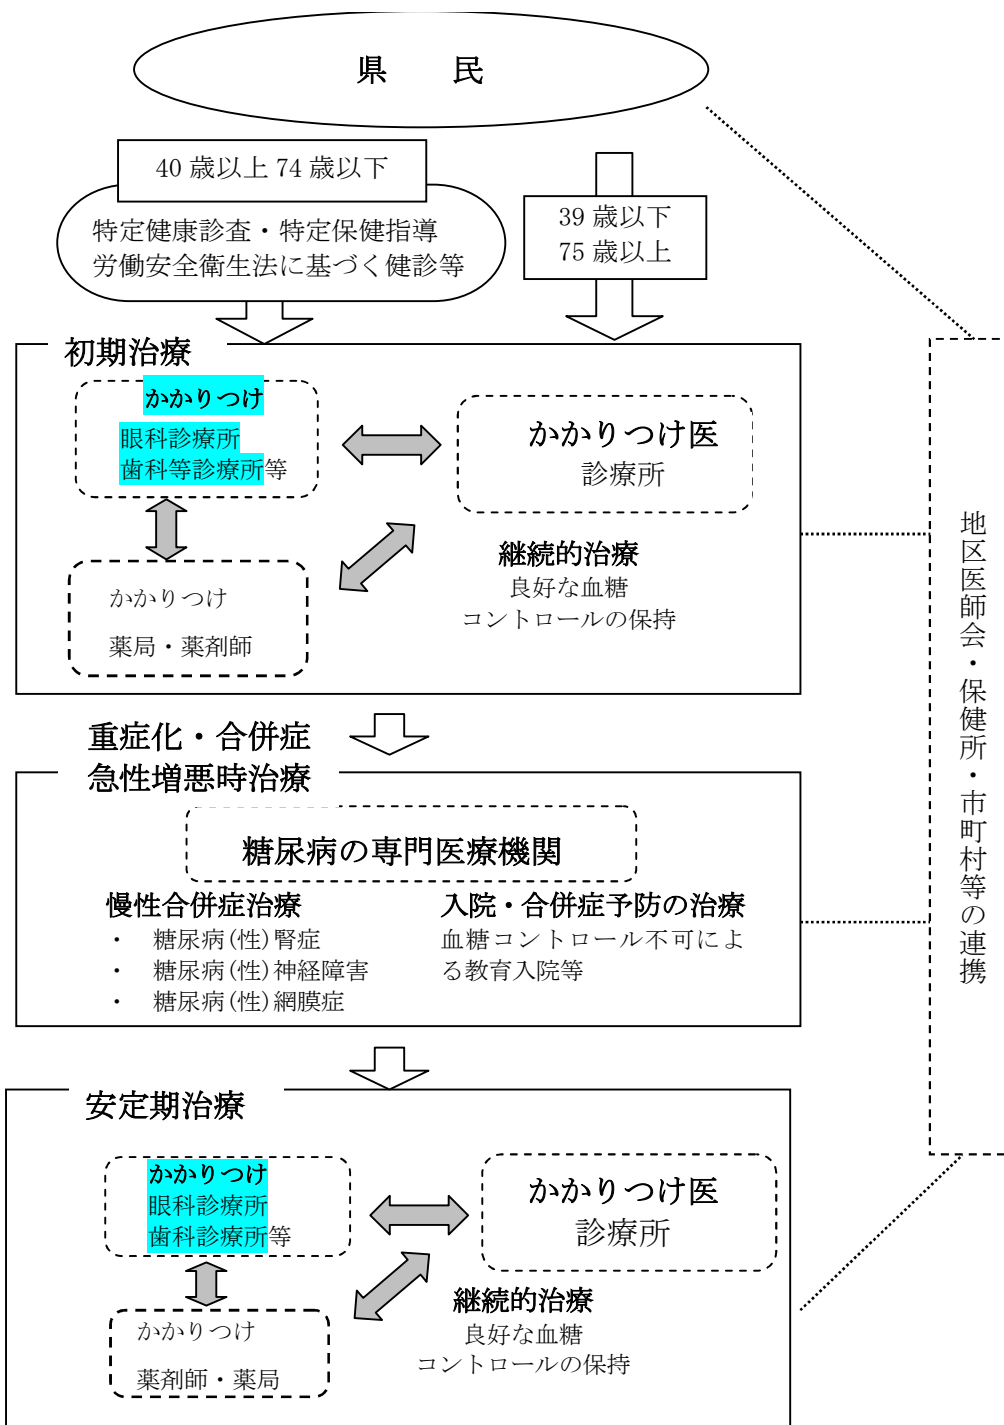 県　　民
40 歳以上 74 歳以下
特定健康診査・特定保健指導
労働安全衛生法に基づく健診等
39 歳以下
75 歳以上
初期治療
かかりつけ
眼科診療所
歯科等診療所等
かかりつけ医
診療所
かかりつけ
薬局・薬剤師
継続的治療
良好な血糖
コントロールの保持
重症化・合併症
急性増悪時治療
糖尿病の専門医療機関
慢性合併症治療
・　糖尿病(性)腎症
・　糖尿病(性)神経障害
・　糖尿病(性)網膜症
入院・合併症予防の治療
血糖コントロール不可によ
る教育入院等
安定期治療
かかりつけ
眼科診療所
歯科診療所等
かかりつけ医
診療所
かかりつけ
薬剤師・薬局
継続的治療
良好な血糖
コントロールの保持
地区医師会・保健所・市町村等の連携